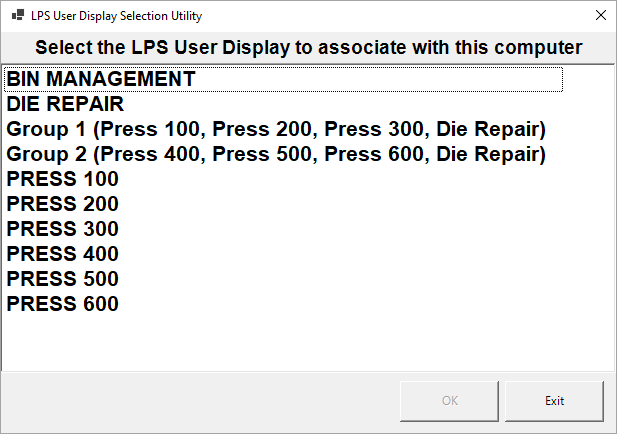 LPS User Display Selection Utility
Select the LPS User Display to associate with this computer
BIN MANAGEMENT
DIE REPAIR
Group 1 (Press 100, Press 200, Press 300, Die Repair)
Group 2 (Press 400, Press 500, Press 600, Die Repair)
PRESS 100
PRESS 200
PRESS 300
PRESS 400
PRESS 500
PRESS 600
OK Exit